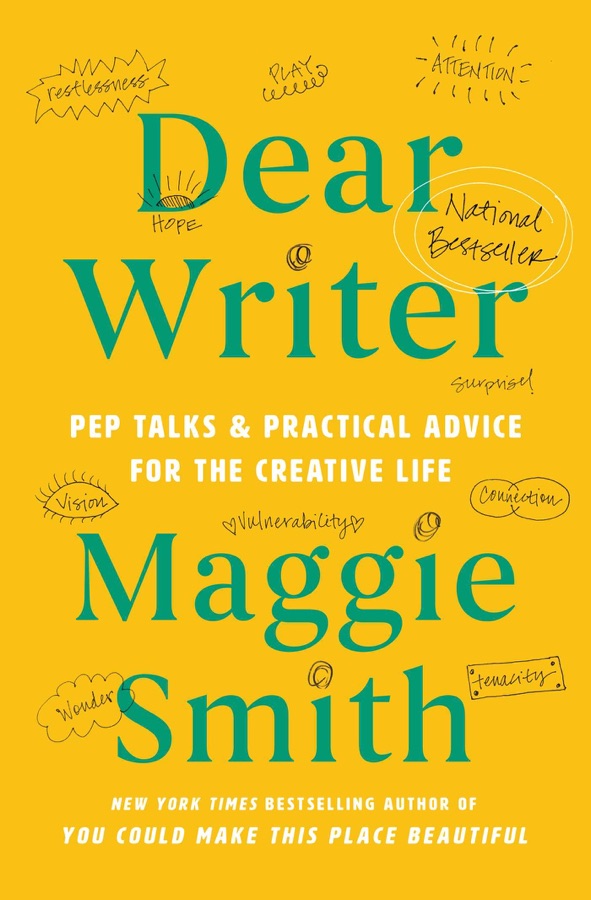 restlessness
PLAY
ATTENTION
Dear
HOPE
National
Bestseller
Writer
surprise!
PEP TALKS & PRACTICAL ADVICE
FOR THE CREATIVE LIFE
Vision
Connection
Vulnerability
Maggie
Wonder
tenacity
Smith
NEW YORK TIMES BESTSELLING AUTHOR OF
YOU COULD MAKE THIS PLACE BEAUTIFUL